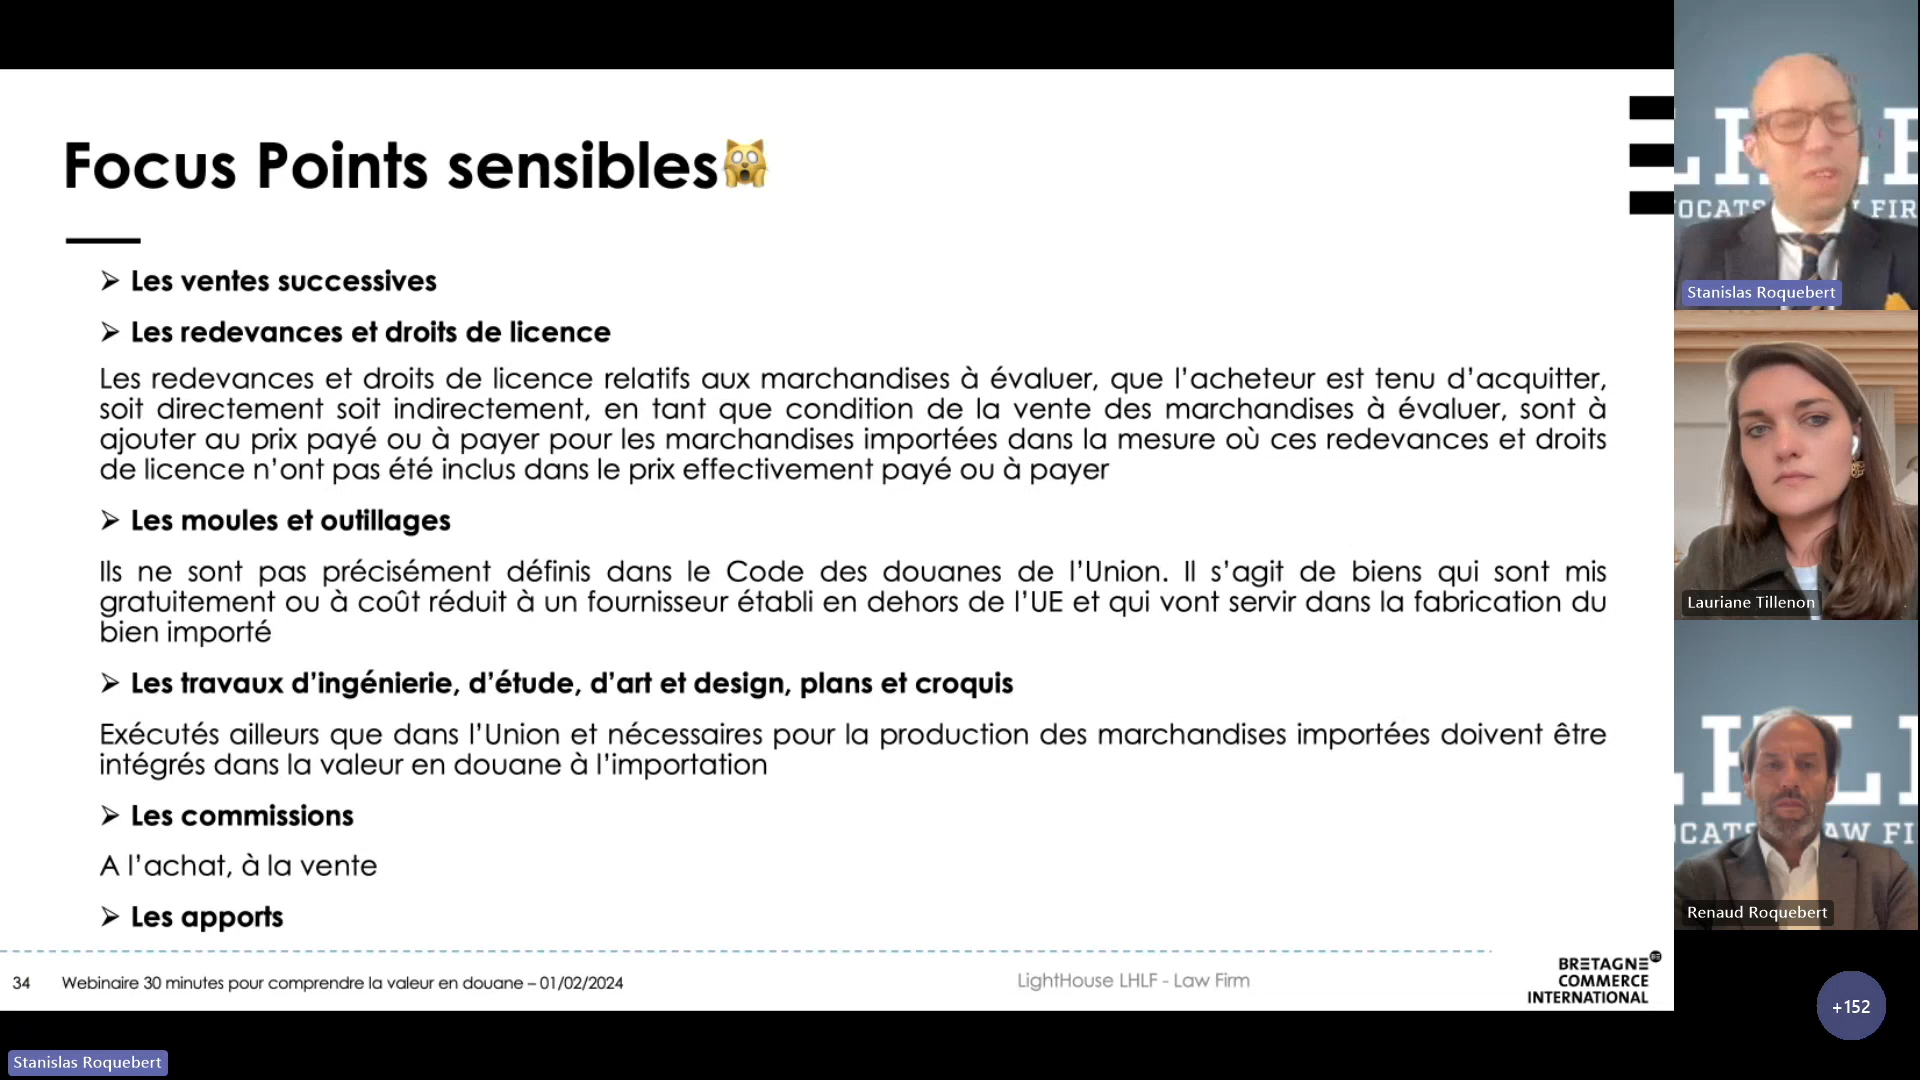 Focus Points sensibles🙀
➢ Les ventes successives
➢ Les redevances et droits de licence
Les redevances et droits de licence relatifs aux marchandises à évaluer, que l’acheteur est tenu d’acquitter,
soit directement soit indirectement, en tant que condition de la vente des marchandises à évaluer, sont à
ajouter au prix payé ou à payer pour les marchandises importées dans la mesure où ces redevances et droits
de licence n’ont pas été inclus dans le prix effectivement payé ou à payer
➢ Les moules et outillages
Ils ne sont pas précisément définis dans le Code des douanes de l’Union. Il s’agit de biens qui sont mis
gratuitement ou à coût réduit à un fournisseur établi en dehors de l’UE et qui vont servir dans la fabrication du
bien importé
➢ Les travaux d’ingénierie, d’étude, d’art et design, plans et croquis
Exécutés ailleurs que dans l’Union et nécessaires pour la production des marchandises importées doivent être
intégrés dans la valeur en douane à l’importation
➢ Les commissions
A l’achat, à la vente
➢ Les apports
34 Webinaire 30 minutes pour comprendre la valeur en douane – 01/02/2024
LightHouse LHLF - Law Firm
BRETAGNE
COMMERCE
INTERNATIONAL
Stanislas Roquebert
Lauriane Tillenon
Renaud Roquebert
+152
Stanislas Roquebert